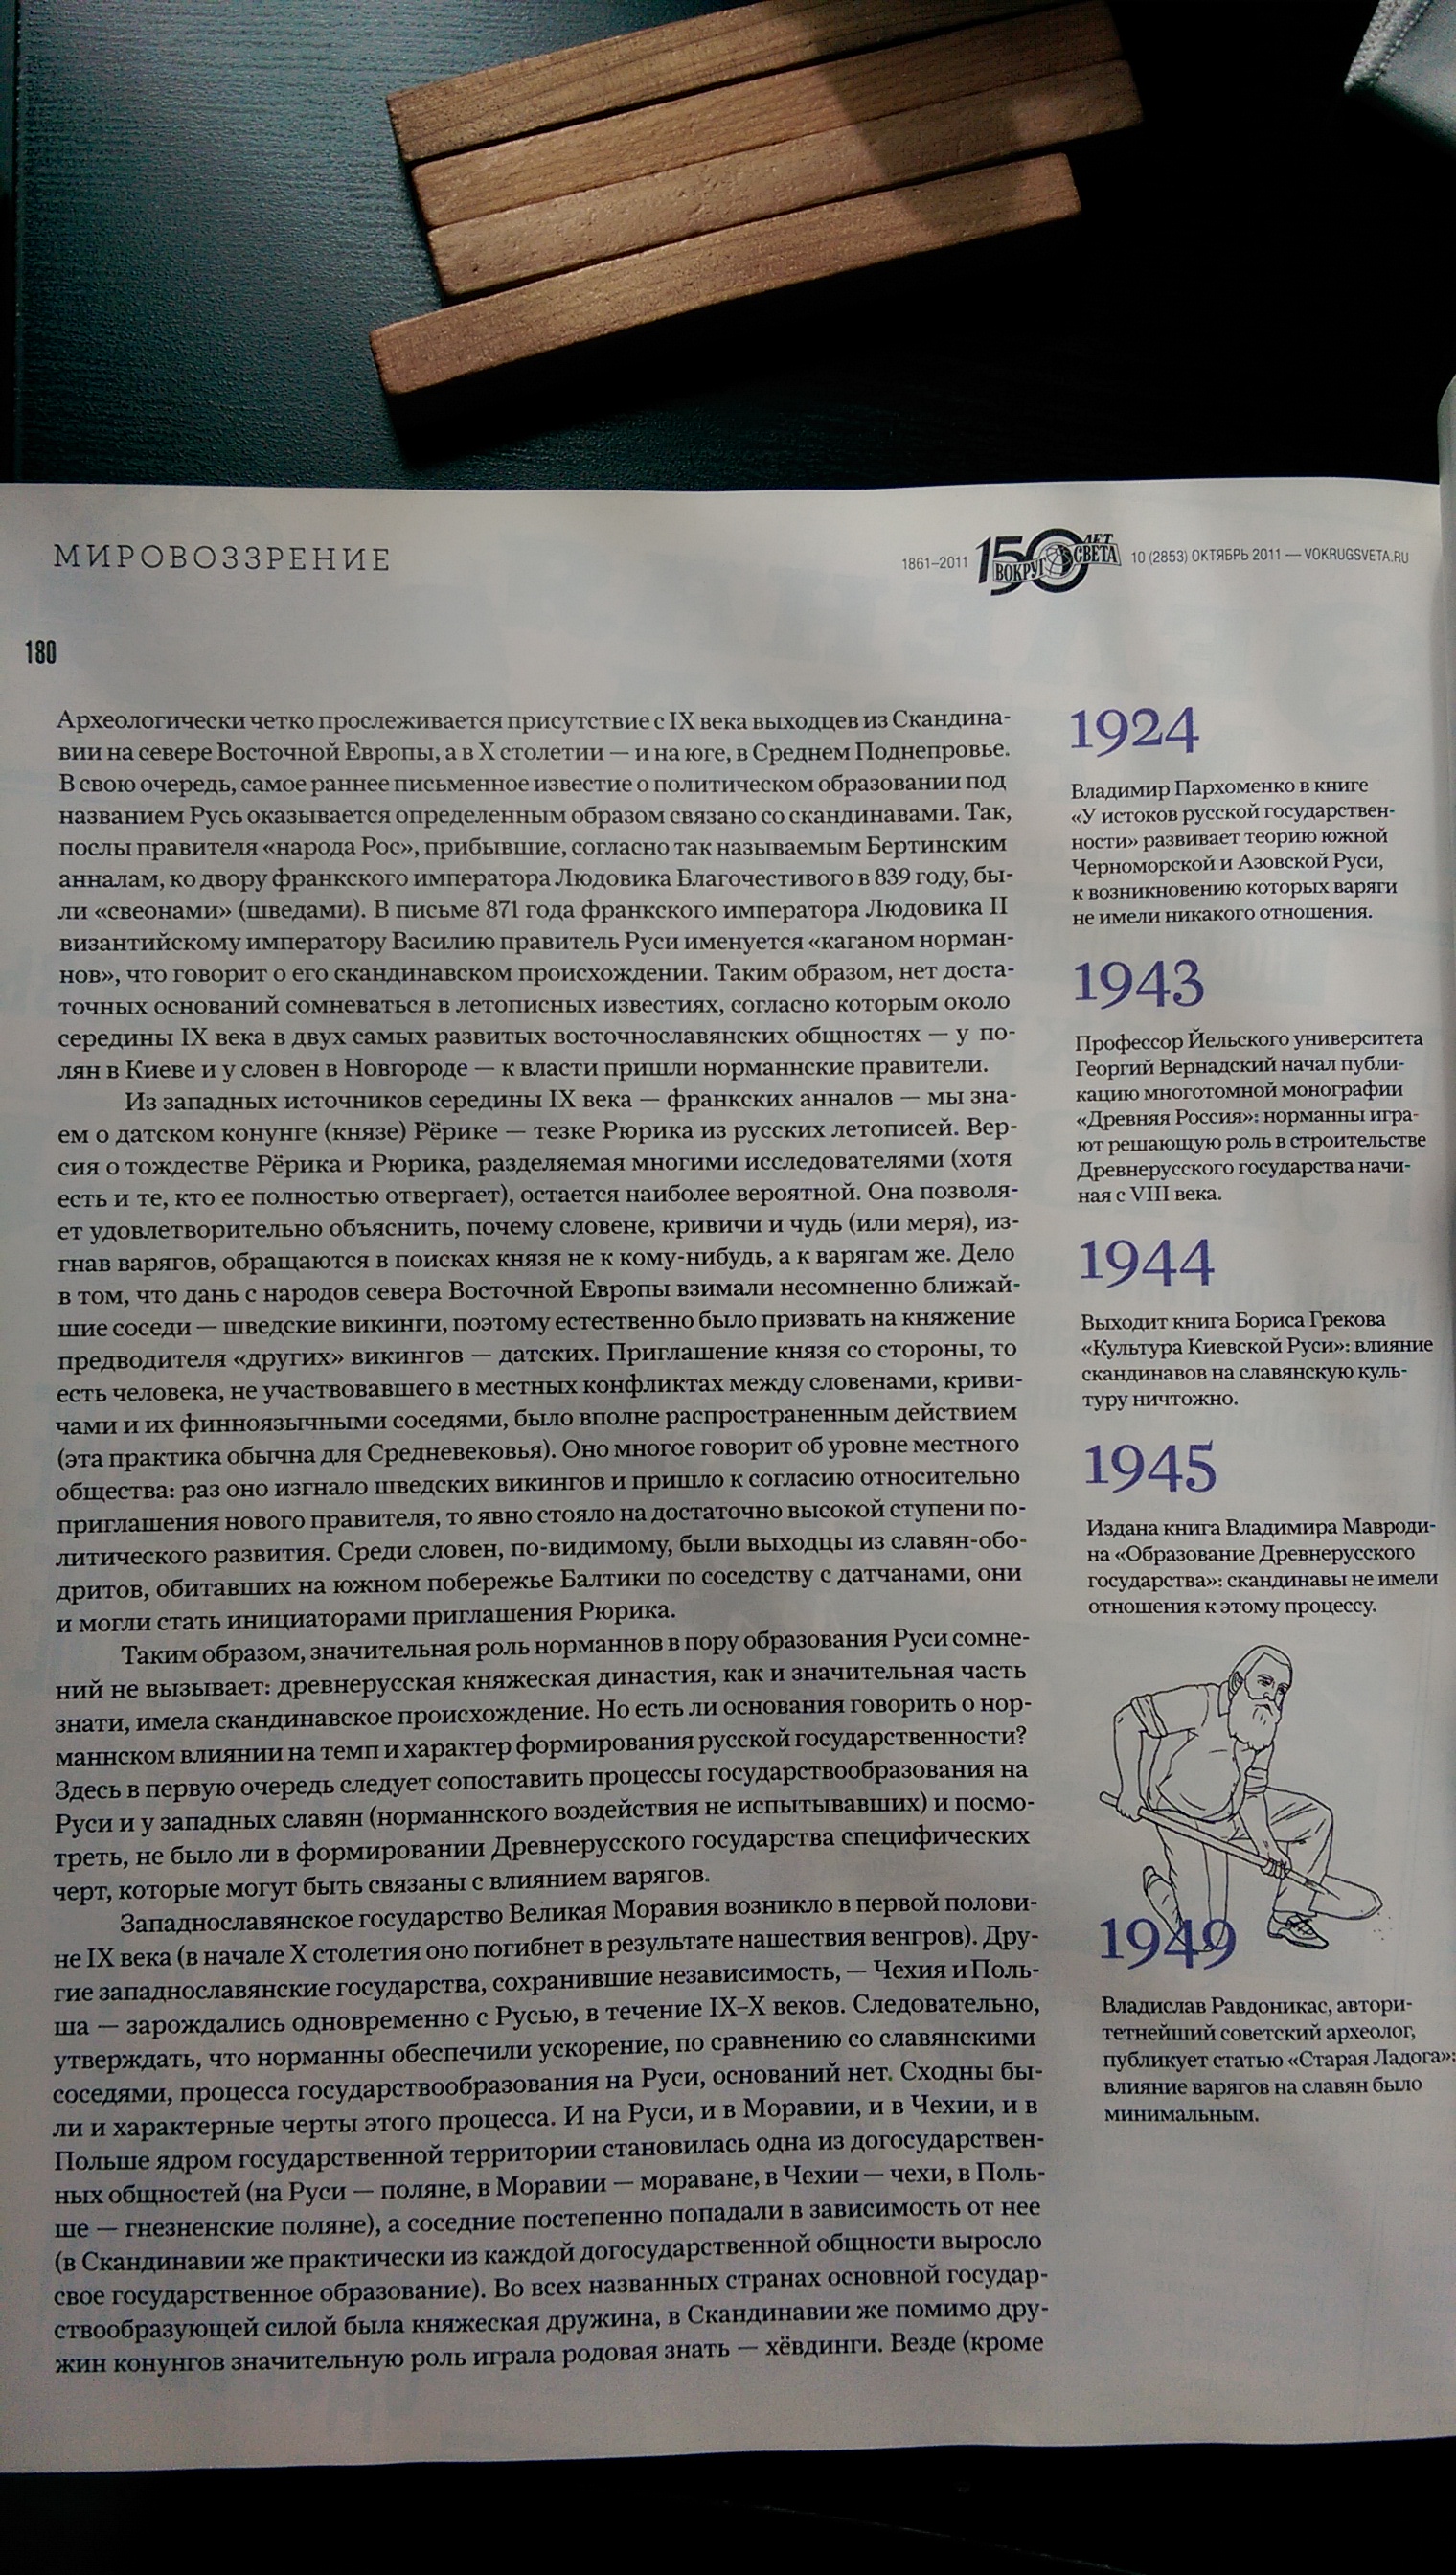 МИРОВОЗЗРЕНИЕ
1861–2011
150 ЛЕТ
ВОКРУГ СВЕТА
10 (2853) ОКТЯБРЬ 2011 — VOKRUGSVETA.RU
180
Археологически четко прослеживается присутствие с IX века выходцев из Скандина-
вии на севере Восточной Европы, а в X столетии — и на юге, в Среднем Поднепровье.
В свою очередь, самое раннее письменное известие о политическом образовании под
названием Русь оказывается определенным образом связано со скандинавами. Так,
послы правителя «народа Рос», прибывшие, согласно так называемым Бертинским
анналам, ко двору франкского императора Людовика Благочестивого в 839 году, бы-
ли «свеонами» (шведами). В письме 871 года франкского императора Людовика II
византийскому императору Василию правитель Руси именуется «каганом норман-
нов», что говорит о его скандинавском происхождении. Таким образом, нет доста-
точных оснований сомневаться в летописных известиях, согласно которым около
середины IX века в двух самых развитых восточнославянских общностях — у по-
лян в Киеве и у словен в Новгороде — к власти пришли норманнские правители.
Из западных источников середины IX века — франкских анналов — мы зна-
ем о датском конунге (князе) Рёрике — тезке Рюрика из русских летописей. Вер-
сия о тождестве Рёрика и Рюрика, разделяемая многими исследователями (хотя
есть и те, кто ее полностью отвергает), остается наиболее вероятной. Она позволя-
ет удовлетворительно объяснить, почему словене, кривичи и чудь (или меря), из-
гнав варягов, обращаются в поисках князя не к кому-нибудь, а к варягам же. Дело
в том, что дань с народов севера Восточной Европы взимали несомненно ближай-
шие соседи — шведские викинги, поэтому естественно было призвать на княжение
предводителя «других» викингов — датских. Приглашение князя со стороны, то
есть человека, не участвовавшего в местных конфликтах между словенами, криви-
чами и их финноязычными соседями, было вполне распространенным действием
(эта практика обычна для Средневековья). Оно многое говорит об уровне местного
общества: раз оно изгнало шведских викингов и пришло к согласию относительно
приглашения нового правителя, то явно стояло на достаточно высокой ступени по-
литического развития. Среди словен, по-видимому, были выходцы из славян-обо-
дритов, обитавших на южном побережье Балтики по соседству с датчанами, они
и могли стать инициаторами приглашения Рюрика.
Таким образом, значительная роль норманнов в пору образования Руси сомне-
ний не вызывает: древнерусская княжеская династия, как и значительная часть
знати, имела скандинавское происхождение. Но есть ли основания говорить о нор-
маннском влиянии на темп и характер формирования русской государственности?
Здесь в первую очередь следует сопоставить процессы государствообразования на
Руси и у западных славян (норманнского воздействия не испытывавших) и посмо-
треть, не было ли в формировании Древнерусского государства специфических
черт, которые могут быть связаны с влиянием варягов.
Западнославянское государство Великая Моравия возникло в первой полови-
не IX века (в начале X столетия оно погибнет в результате нашествия венгров). Дру-
гие западнославянские государства, сохранившие независимость, — Чехия и Поль-
ша — зарождались одновременно с Русью, в течение IX–X веков. Следовательно,
утверждать, что норманны обеспечили ускорение, по сравнению со славянскими
соседями, процесса государствообразования на Руси, оснований нет. Сходны бы-
ли и характерные черты этого процесса. И на Руси, и в Моравии, и в Чехии, и в
Польше ядром государственной территории становилась одна из догосударствен-
ных общностей (на Руси — поляне, в Моравии — мораване, в Чехии — чехи, в Поль-
ше — гнезненские поляне), а соседние постепенно попадали в зависимость от нее
(в Скандинавии же практически из каждой догосударственной общности выросло
свое государственное образование). Во всех названных странах основной государ-
ствообразующей силой была княжеская дружина, в Скандинавии же помимо дру-
жин конунгов значительную роль играла родовая знать — хёвдинги. Везде (кроме
1924
Владимир Пархоменко в книге
«У истоков русской государствен-
ности» развивает теорию южной
Черноморской и Азовской Руси,
к возникновению которых варяги
не имели никакого отношения.
1943
Профессор Йельского университета
Георгий Вернадский начал публи-
кацию многотомной монографии
«Древняя Россия»: норманны игра-
ют решающую роль в строительстве
Древнерусского государства начи-
ная с VIII века.
1944
Выходит книга Бориса Грекова
«Культура Киевской Руси»: влияние
скандинавов на славянскую куль-
туру ничтожно.
1945
Издана книга Владимира Мавроди-
на «Образование Древнерусского
государства»: скандинавы не имели
отношения к этому процессу.
1949
Владислав Равдоникас, автори-
тетнейший советский археолог,
публикует статью «Старая Ладога»:
влияние варягов на славян было
минимальным.